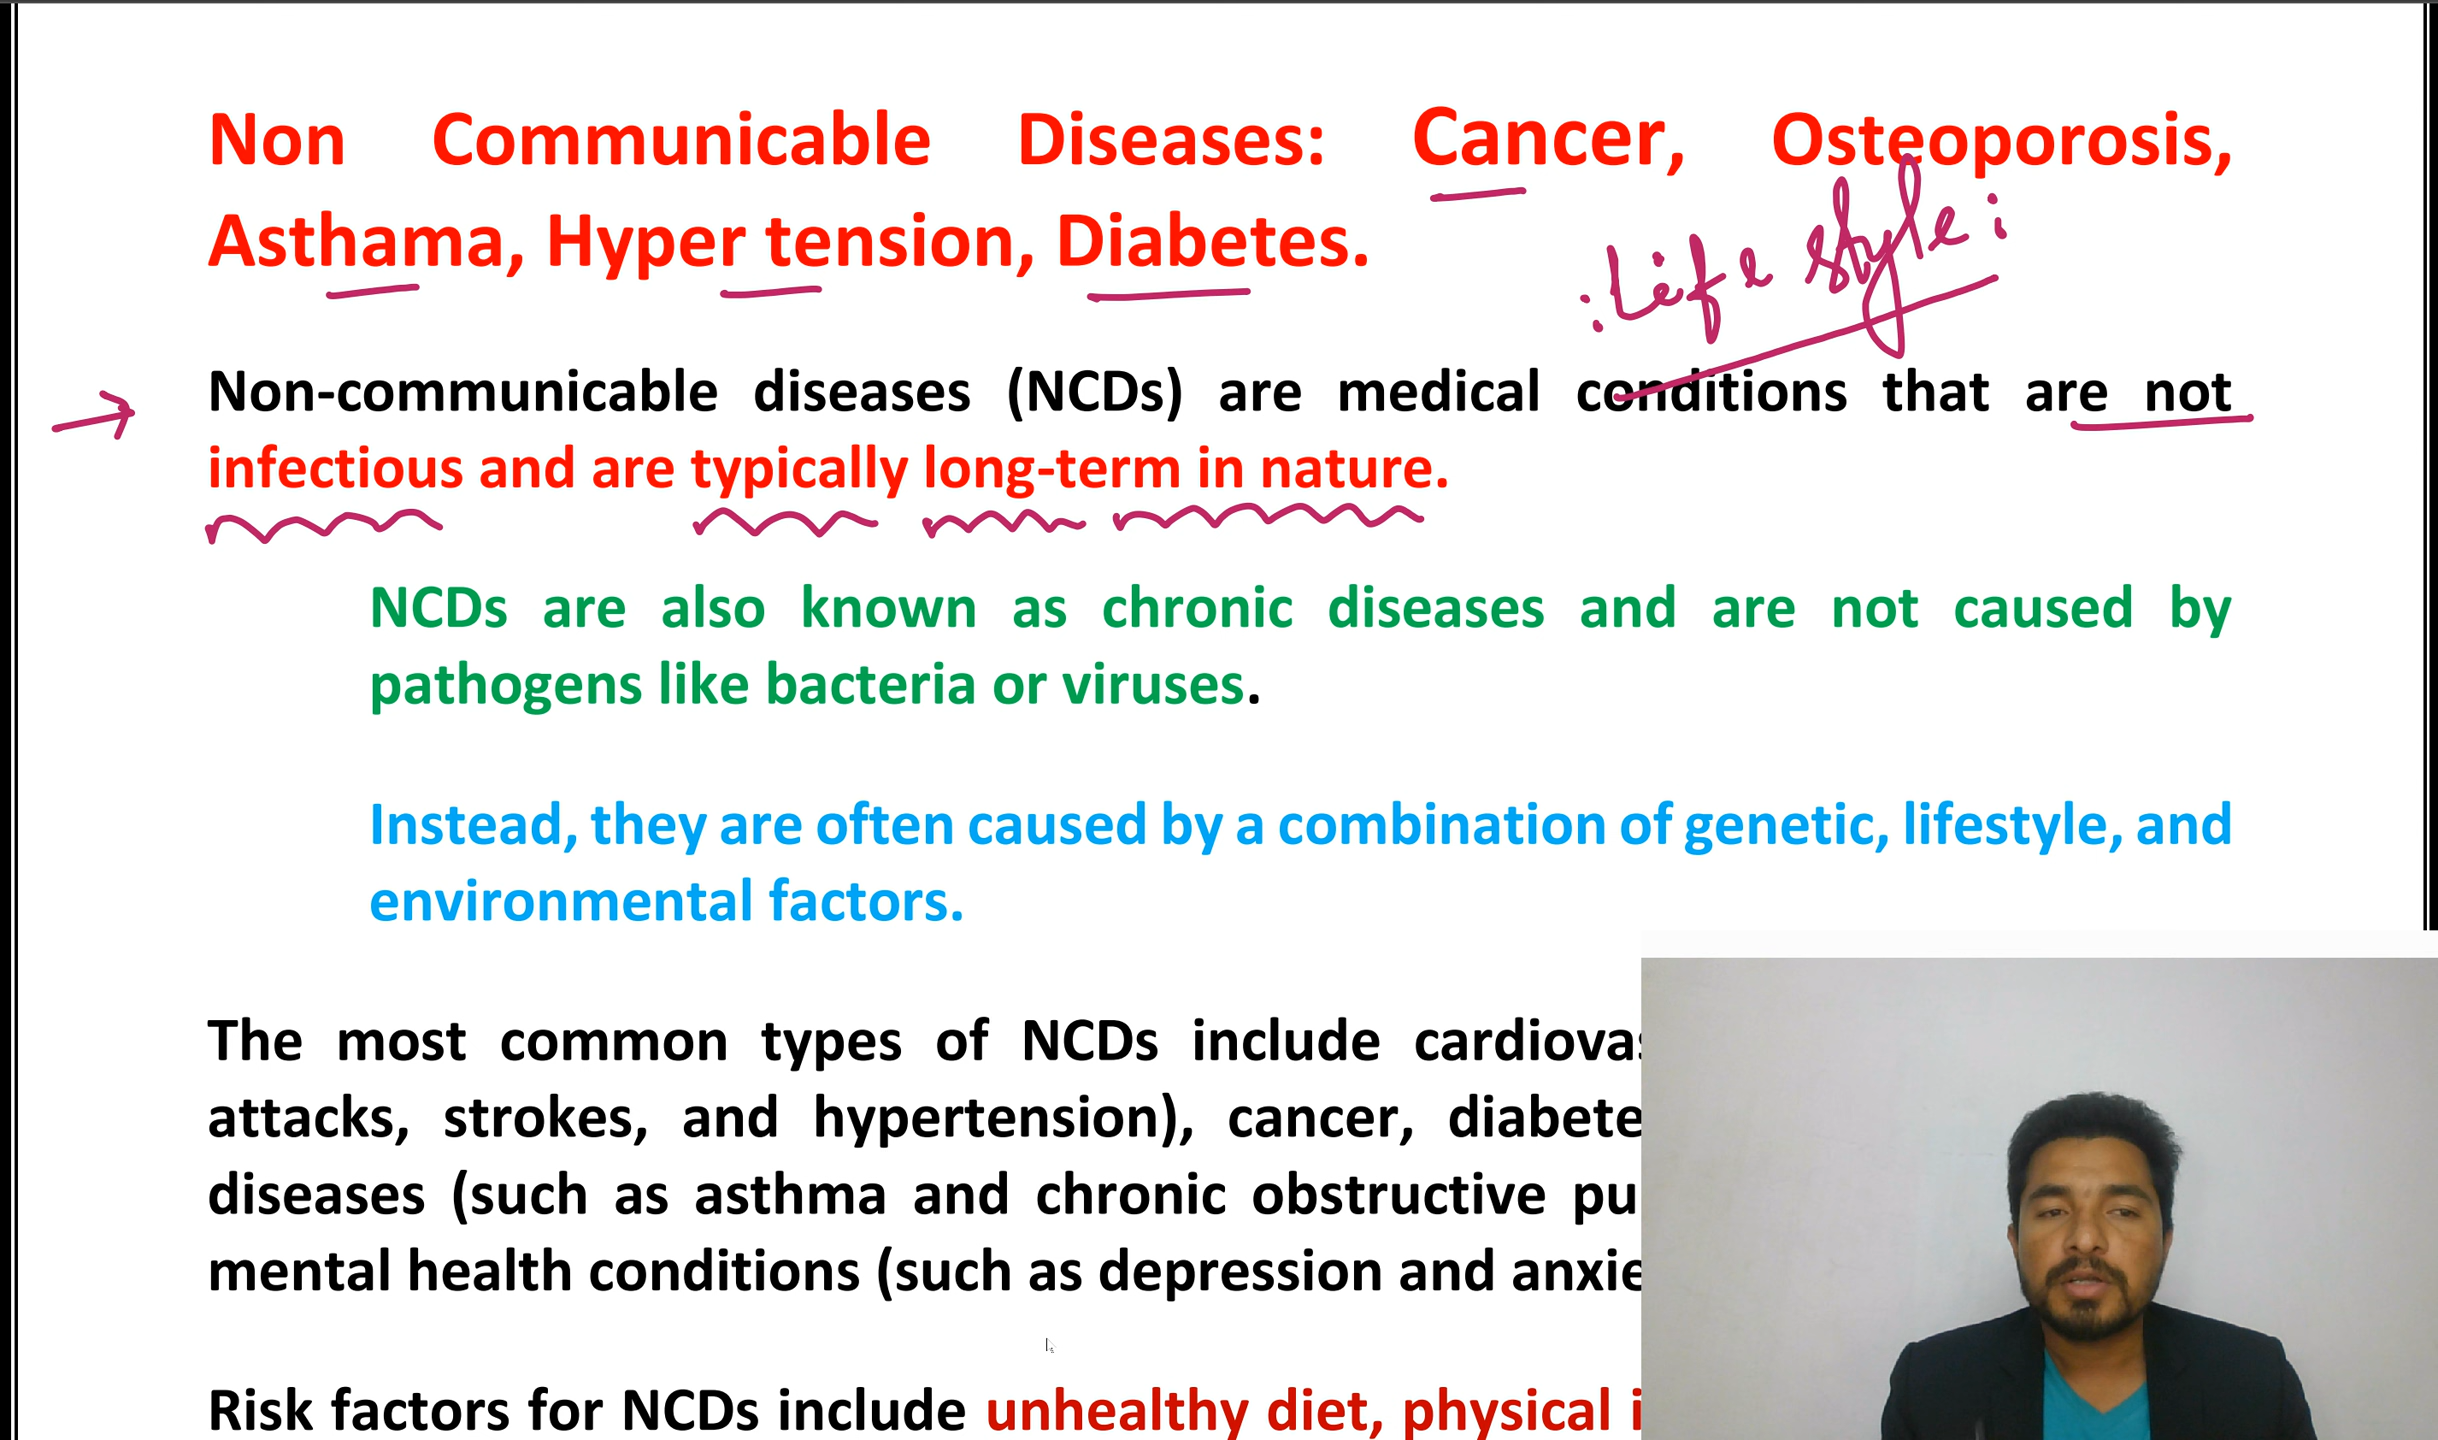 Non Communicable Diseases: Cancer, Osteoporosis,
Asthama, Hyper tension, Diabetes.
:Life style:
Non-communicable diseases (NCDs) are medical conditions that are not
infectious and are typically long-term in nature.
NCDs are also known as chronic diseases and are not caused by
pathogens like bacteria or viruses.
Instead, they are often caused by a combination of genetic, lifestyle, and
environmental factors.
The most common types of NCDs include
attacks, strokes, and hypertension), cancer,
diseases (such as asthma and chronic obstructive
mental health conditions (such as depression and
Risk factors for NCDs include unhealthy diet, physical